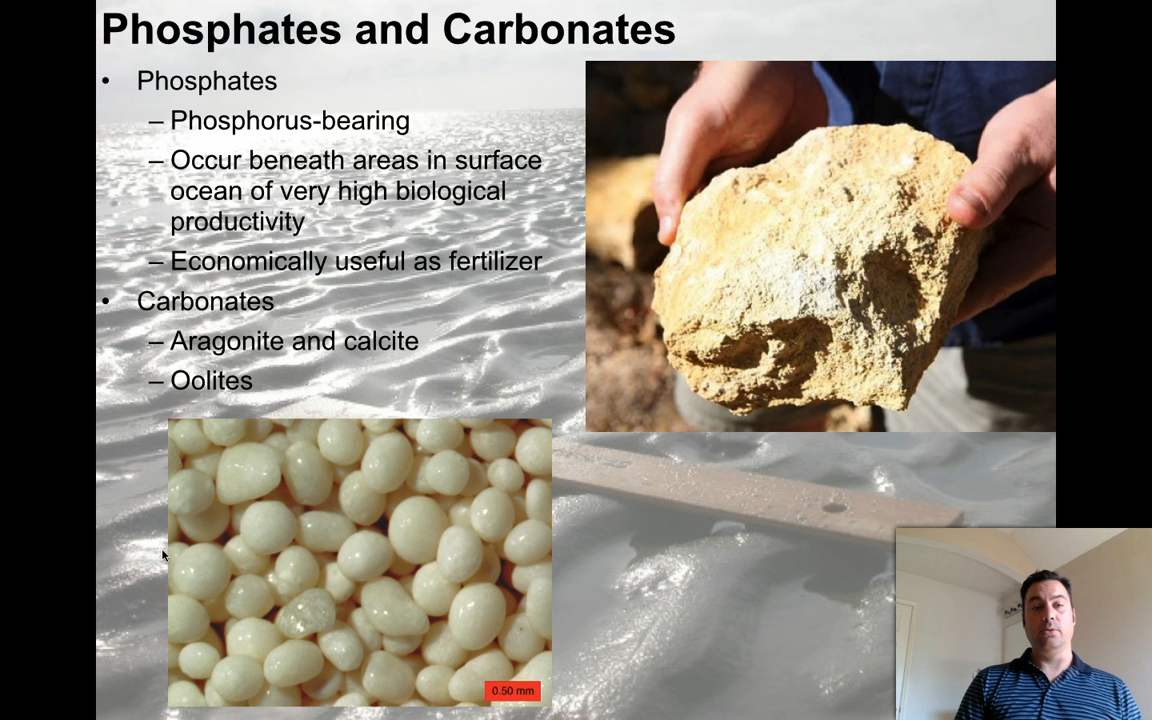 Phosphates and Carbonates
• Phosphates
– Phosphorus-bearing
– Occur beneath areas in surface
ocean of very high biological
productivity
– Economically useful as fertilizer
• Carbonates
– Aragonite and calcite
– Oolites
0.50 mm